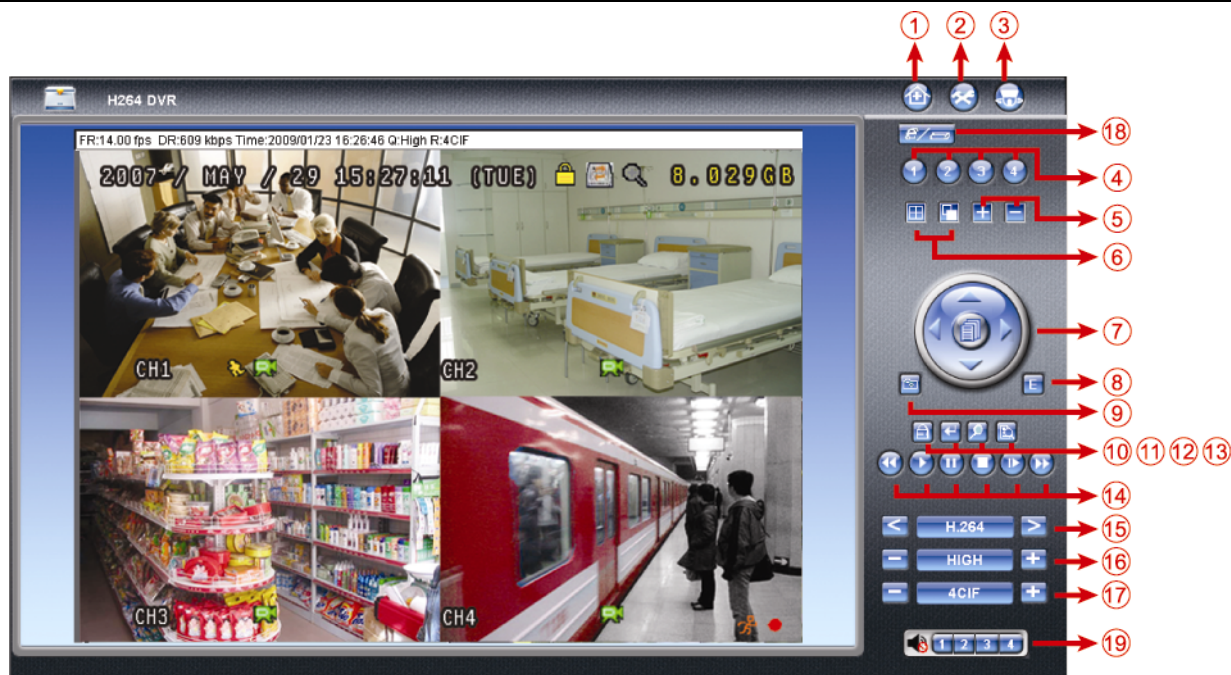 ① ② ③
H264 DVR
FR:14.00 fps DR:609 kbps Time:2009/01/23 16:26:46 Q:High R:4CIF
⑱
2007 / MAY / 29 15:27:11 (TUE) 8.029GB
1 2 3 4 ④
⑤
⑥
⑦
CH1 CH2
E ⑧
⑨
⑩ ⑪ ⑫ ⑬
⑭
< H.264 > ⑮
− HIGH + ⑯
− 4CIF + ⑰
CH3 CH4
1 2 3 4 ⑲